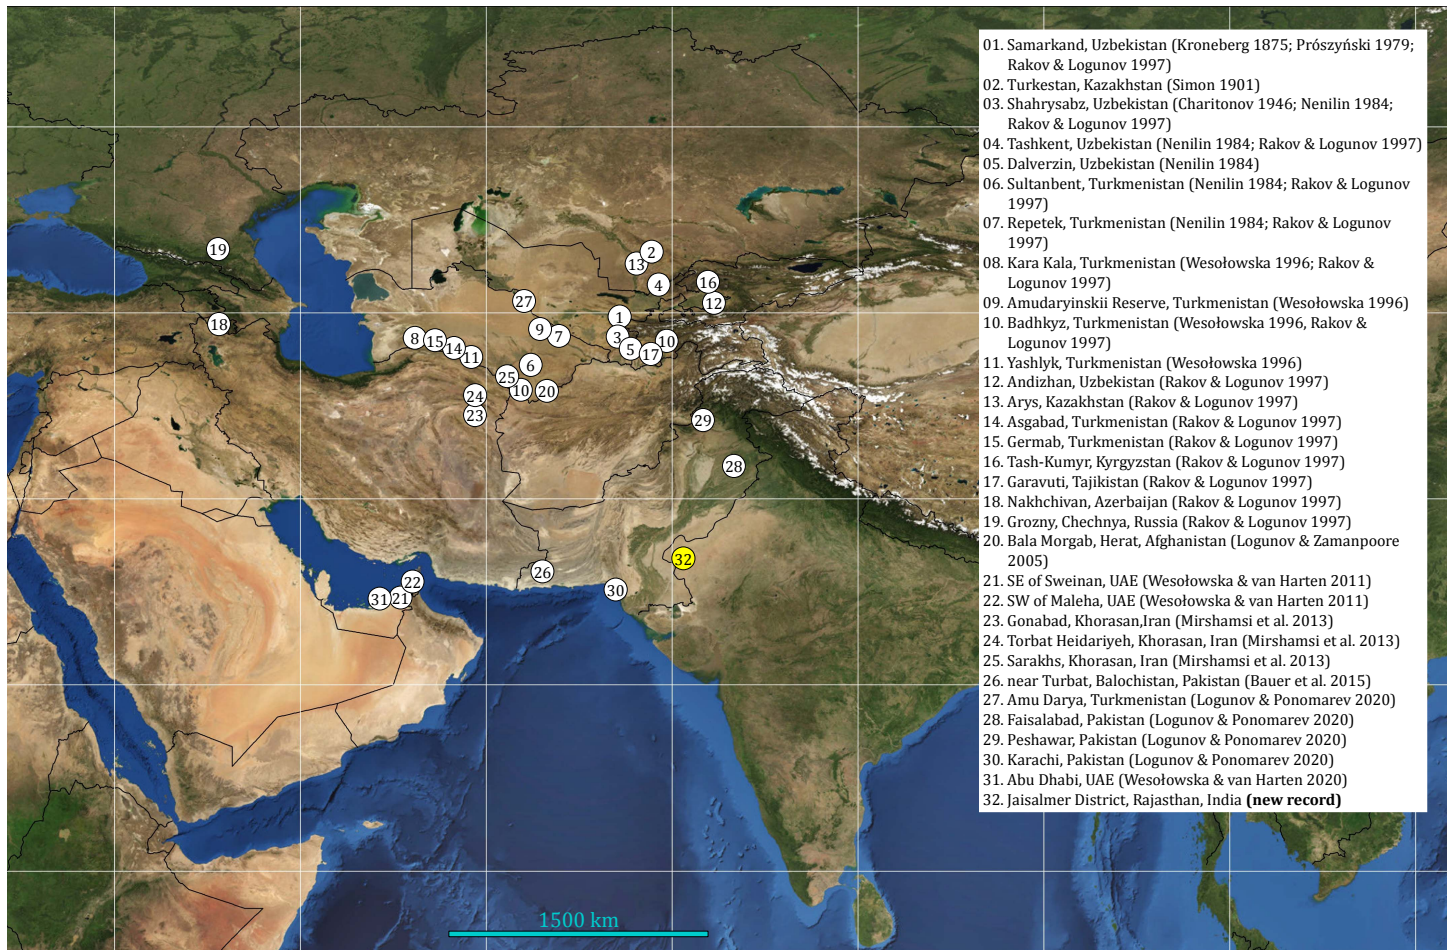 01. Samarkand, Uzbekistan (Kroneberg 1875; Prószyński 1979;
Rakov & Logunov 1997)
02. Turkestan, Kazakhstan (Simon 1901)
03. Shahrysabz, Uzbekistan (Charitonov 1946; Nenilin 1984;
Rakov & Logunov 1997)
04. Tashkent, Uzbekistan (Nenilin 1984; Rakov & Logunov 1997)
05. Dalverzin, Uzbekistan (Nenilin 1984)
06. Sultanbent, Turkmenistan (Nenilin 1984; Rakov & Logunov
1997)
07. Repetek, Turkmenistan (Nenilin 1984; Rakov & Logunov
1997)
08. Kara Kala, Turkmenistan (Wesołowska 1996; Rakov &
Logunov 1997)
09. Amudaryinskii Reserve, Turkmenistan (Wesołowska 1996)
10. Badhkyz, Turkmenistan (Wesołowska 1996, Rakov &
Logunov 1997)
11. Yashlyk, Turkmenistan (Wesołowska 1996)
12. Andizhan, Uzbekistan (Rakov & Logunov 1997)
13. Arys, Kazakhstan (Rakov & Logunov 1997)
14. Asgabad, Turkmenistan (Rakov & Logunov 1997)
15. Germab, Turkmenistan (Rakov & Logunov 1997)
16. Tash-Kumyr, Kyrgyzstan (Rakov & Logunov 1997)
17. Garavuti, Tajikistan (Rakov & Logunov 1997)
18. Nakhchivan, Azerbaijan (Rakov & Logunov 1997)
19. Grozny, Chechnya, Russia (Rakov & Logunov 1997)
20. Bala Morgab, Herat, Afghanistan (Logunov & Zamanpoore
2005)
21. SE of Sweinan, UAE (Wesołowska & van Harten 2011)
22. SW of Maleha, UAE (Wesołowska & van Harten 2011)
23. Gonabad, Khorasan,Iran (Mirshamsi et al. 2013)
24. Torbat Heidariyeh, Khorasan, Iran (Mirshamsi et al. 2013)
25. Sarakhs, Khorasan, Iran (Mirshamsi et al. 2013)
26. near Turbat, Balochistan, Pakistan (Bauer et al. 2015)
27. Amu Darya, Turkmenistan (Logunov & Ponomarev 2020)
28. Faisalabad, Pakistan (Logunov & Ponomarev 2020)
29. Peshawar, Pakistan (Logunov & Ponomarev 2020)
30. Karachi, Pakistan (Logunov & Ponomarev 2020)
31. Abu Dhabi, UAE (Wesołowska & van Harten 2020)
32. Jaisalmer District, Rajasthan, India (new record)
19
2
13
4
16
12
27
1
18
9
7
3
10
8
15
14
5
17
11
6
25
10
20
24
23
29
28
32
26
22
30
31
21
1500 km